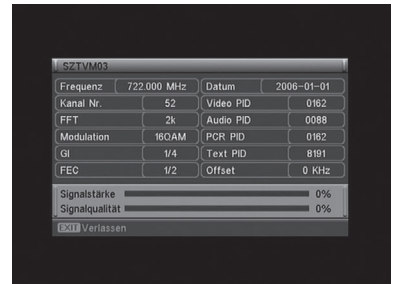 SZTVM03
Frequenz 722.000 MHz Datum 2006-01-01
Kanal Nr. 52 Video PID 0162
FFT 2k Audio PID 0088
Modulation 16QAM PCR PID 0162
GI 1/4 Text PID 8191
FEC 1/2 Offset 0 KHz
Signalstärke 0%
Signalqualität 0%
EXIT Verlassen